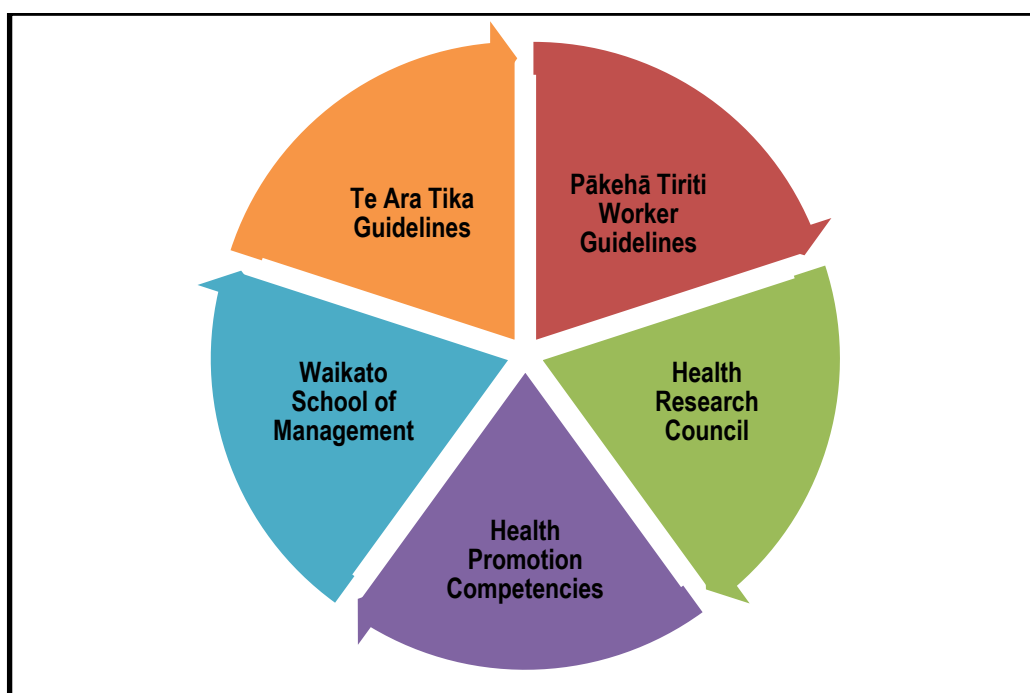 Te Ara Tika
Guidelines
Pākehā Tiriti
Worker
Guidelines
Waikato
School of
Management
Health
Research
Council
Health
Promotion
Competencies